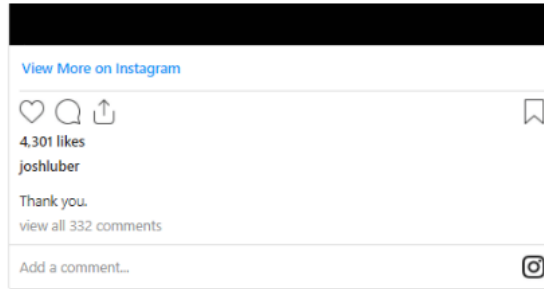 View More on Instagram
4,301 likes
joshluber
Thank you.
view all 332 comments
Add a comment...